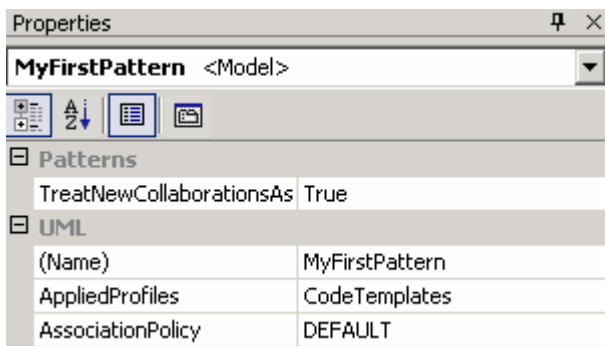 Properties
MyFirstPattern <Model>
Patterns
TreatNewCollaborationsAs True
UML
(Name) MyFirstPattern
AppliedProfiles CodeTemplates
AssociationPolicy DEFAULT